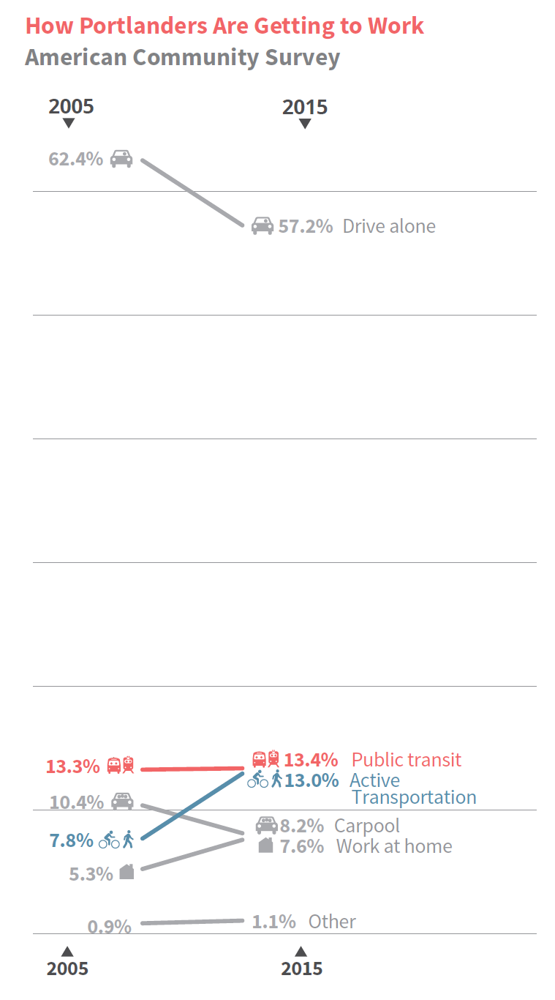 How Portlanders Are Getting to Work
American Community Survey
2005 2015
62.4%
57.2% Drive alone
13.3% 13.4% Public transit
13.0% Active
Transportation
10.4%
8.2% Carpool
7.8%
7.6% Work at home
5.3%
0.9% 1.1% Other
2005 2015